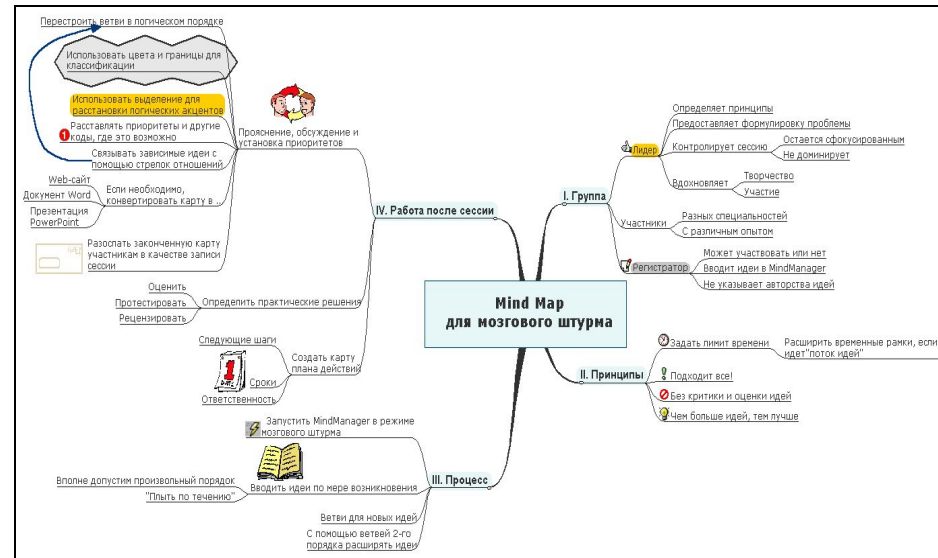 Mind Map
для мозгового штурма
I. Группа
Лидер
Определяет принципы
Предоставляет формулировку проблемы
Контролирует сессию
Остается сфокусированным
Не доминирует
Вдохновляет
Творчество
Участие
Участники
Разных специальностей
С различным опытом
Регистратор
Может участвовать или нет
Вводит идеи в MindManager
Не указывает авторства идей
II. Принципы
Задать лимит времени
Расширить временные рамки, если
идет"поток идей"
Подходит все!
Без критики и оценки идей
Чем больше идей, тем лучше
III. Процесс
Запустить MindManager в режиме
мозгового штурма
Вводить идеи по мере возникновения
Вполне допустим произвольный порядок
"Плыть по течению"
Ветви для новых идей
С помощью ветвей 2-го
порядка расширять идеи
IV. Работа после сессии
Прояснение, обсуждение и
установка приоритетов
Перестроить ветви в логическом порядке
Использовать цвета и границы для
классификации
Использовать выделение для
расстановки логических акцентов
1
Расставлять приоритеты и другие
коды, где это возможно
Связывать зависимые идеи с
помощью стрелок отношений
Если необходимо,
конвертировать карту в ...
Web-сайт
Документ Word
Презентация
PowerPoint
Разослать законченную карту
участникам в качестве записи
сессии
Определить практические решения
Оценить
Протестировать
Рецензировать
Создать карту
плана действий
Следующие шаги
1
Сроки
Ответственность